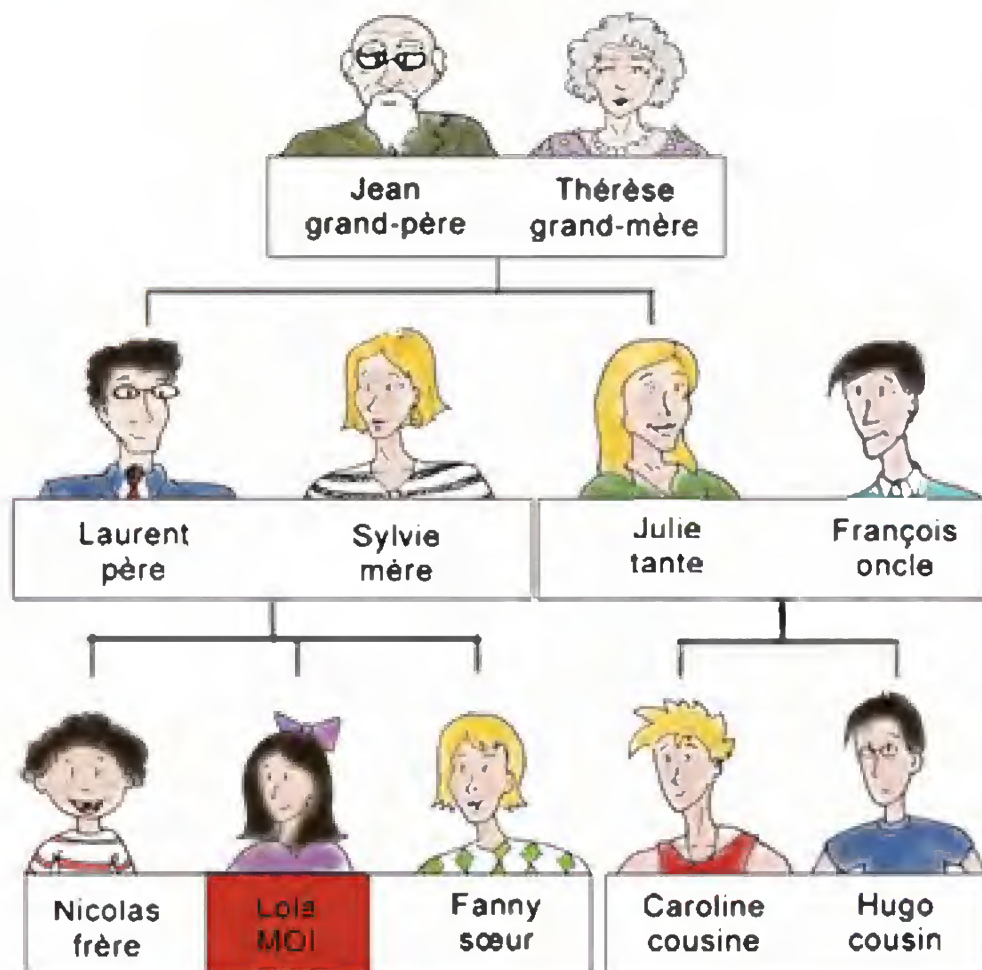 Jean
grand-père
Thérèse
grand-mère
Laurent
père
Sylvie
mère
Julie
tante
François
oncle
Nicolas
frère
Lola
MOI
Fanny
sœur
Caroline
cousine
Hugo
cousin